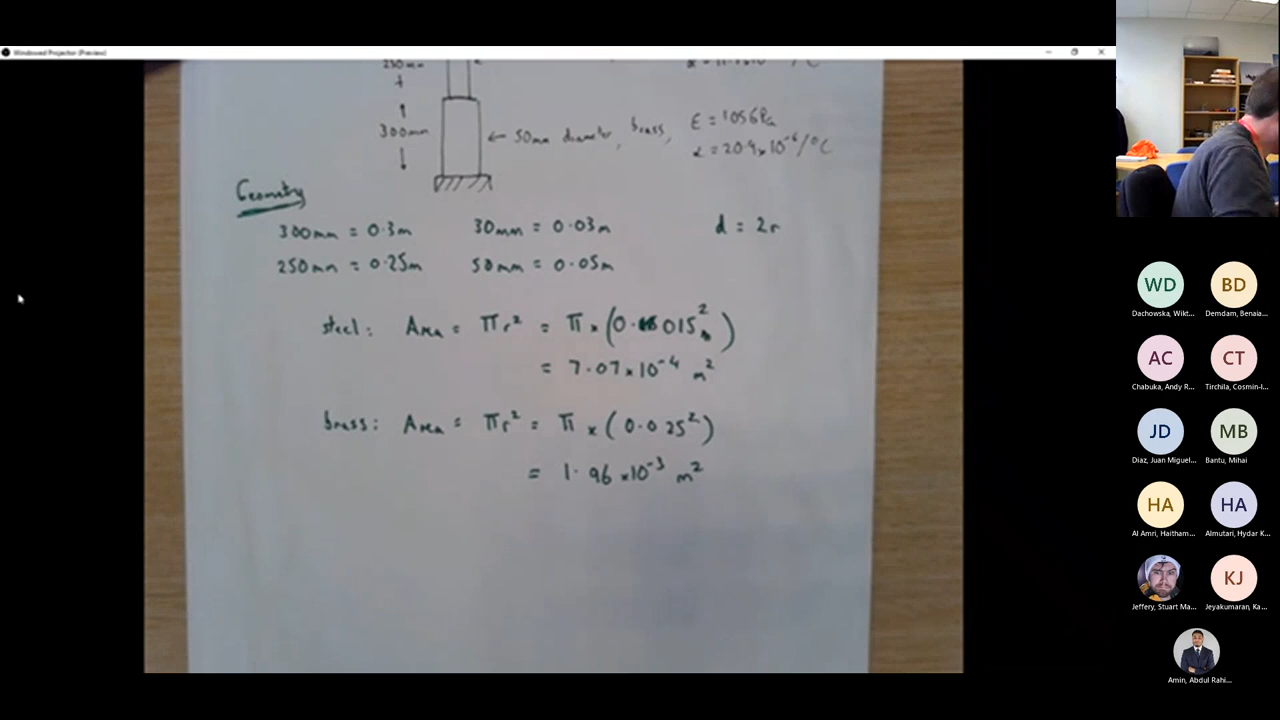 Windowed Projector (Preview)
250mm
300mm
← 50mm diameter, brass, E = 105GPa
α = 20.9×10⁻⁶/°C
Geometry
300mm = 0.3m 30mm = 0.03m d = 2r
250mm = 0.25m 50mm = 0.05m
steel: Area = πr² = π × (0.015²)
= 7.07×10⁻⁴ m²
brass: Area = πr² = π × (0.025²)
= 1.96×10⁻³ m²
WD BD
Dachowska, Wikt... Demdam, Benaia...
AC CT
Chabuka, Andy R... Tirchila, Cosmin-I...
JD MB
Diaz, Juan Miguel... Bantu, Mihai
HA HA
Al Amri, Haitham... Almutari, Hydar K...
KJ
Jeffery, Stuart Ma... Jeyakumaran, Ka...
Amin, Abdul Rahi...